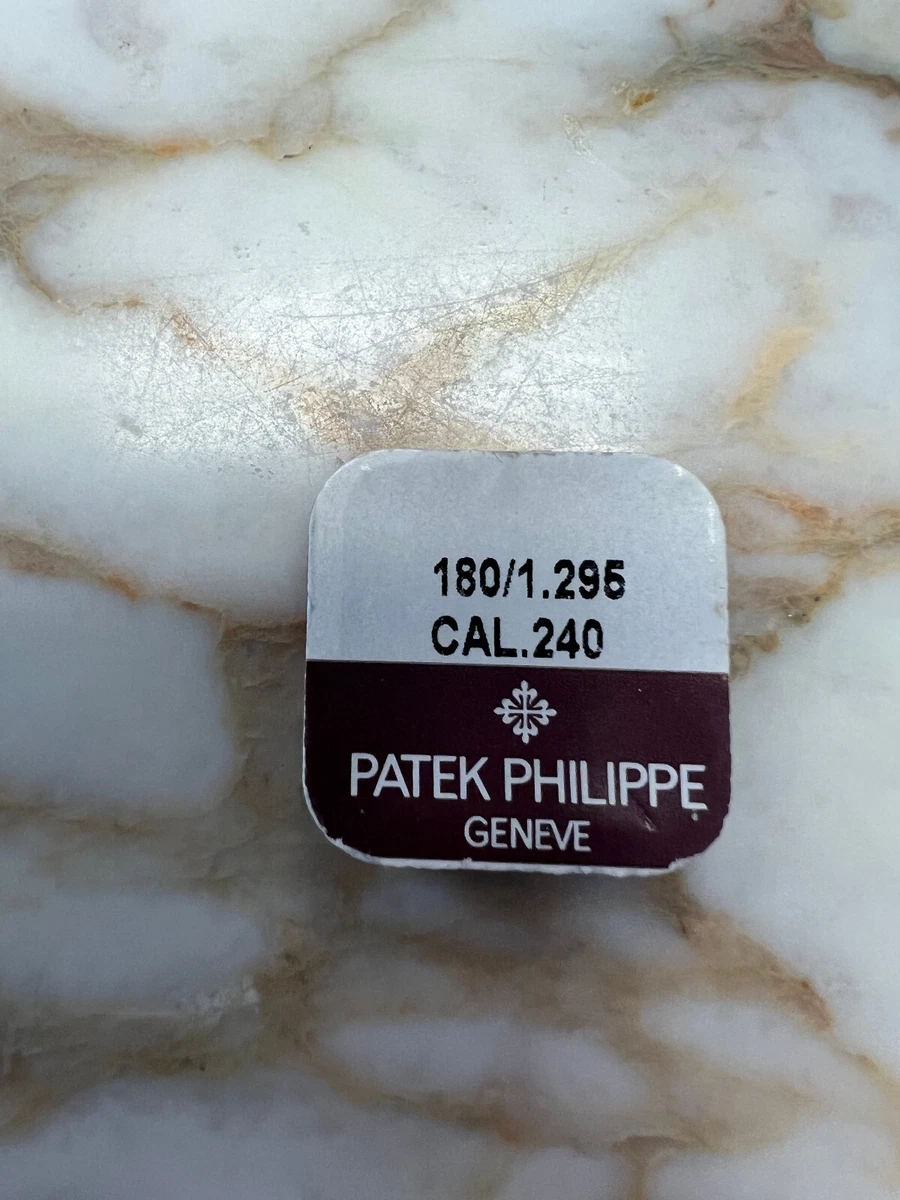 180/1.295
CAL.240
PATEK PHILIPPE
GENEVE